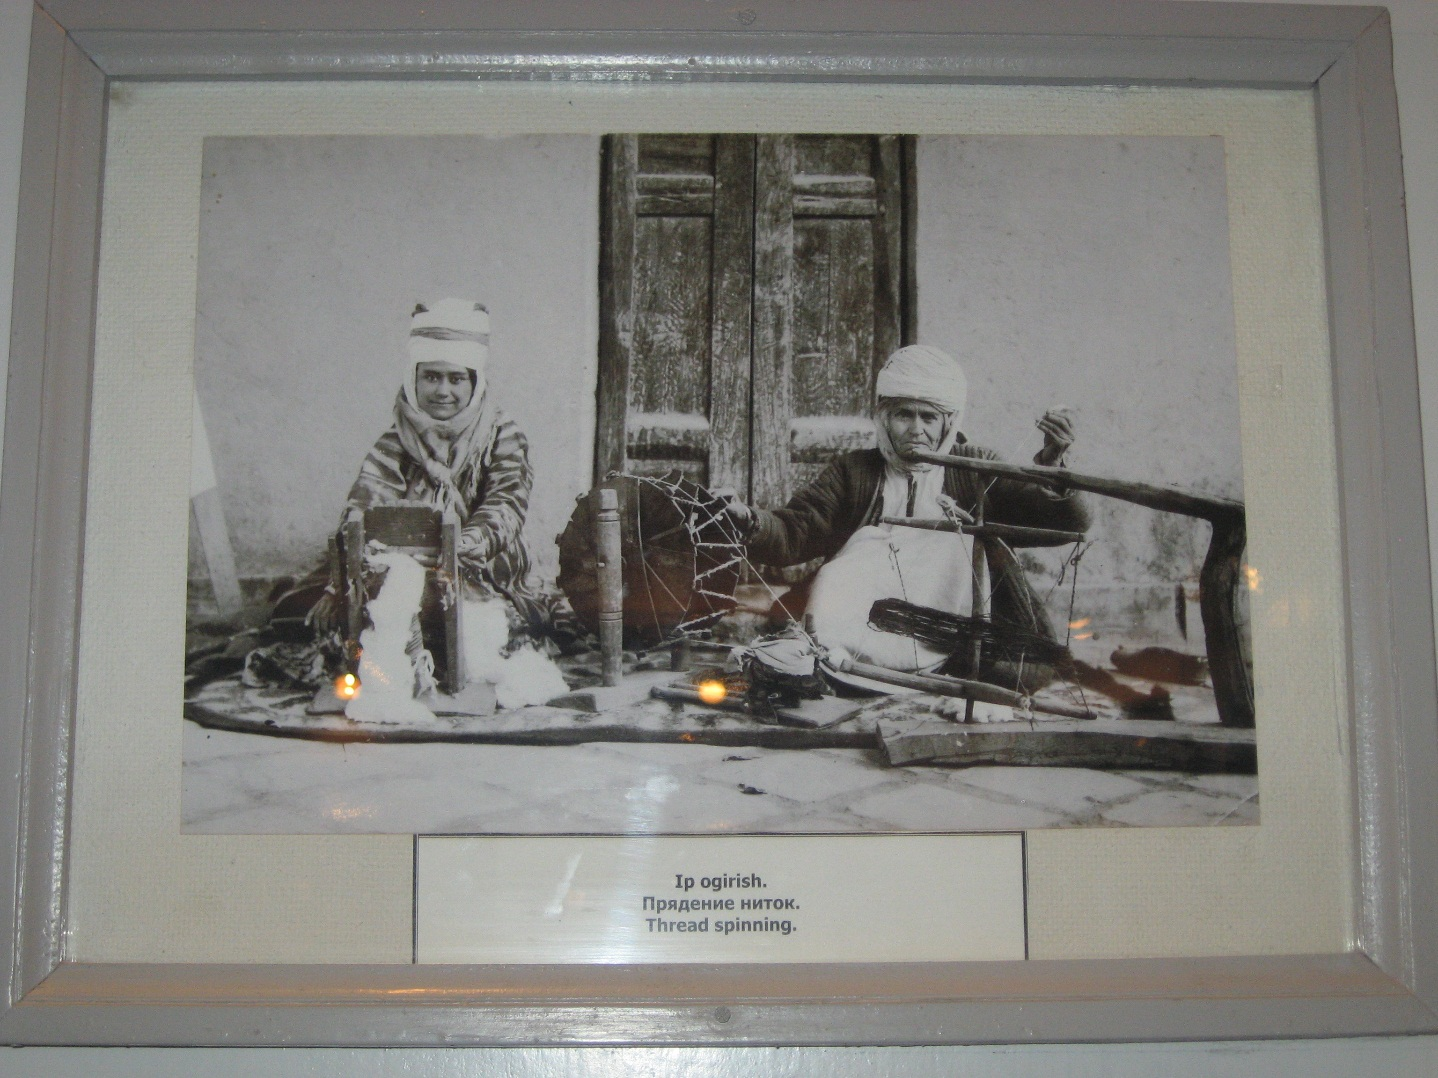 Ip ogirish.
Прядение ниток.
Thread spinning.